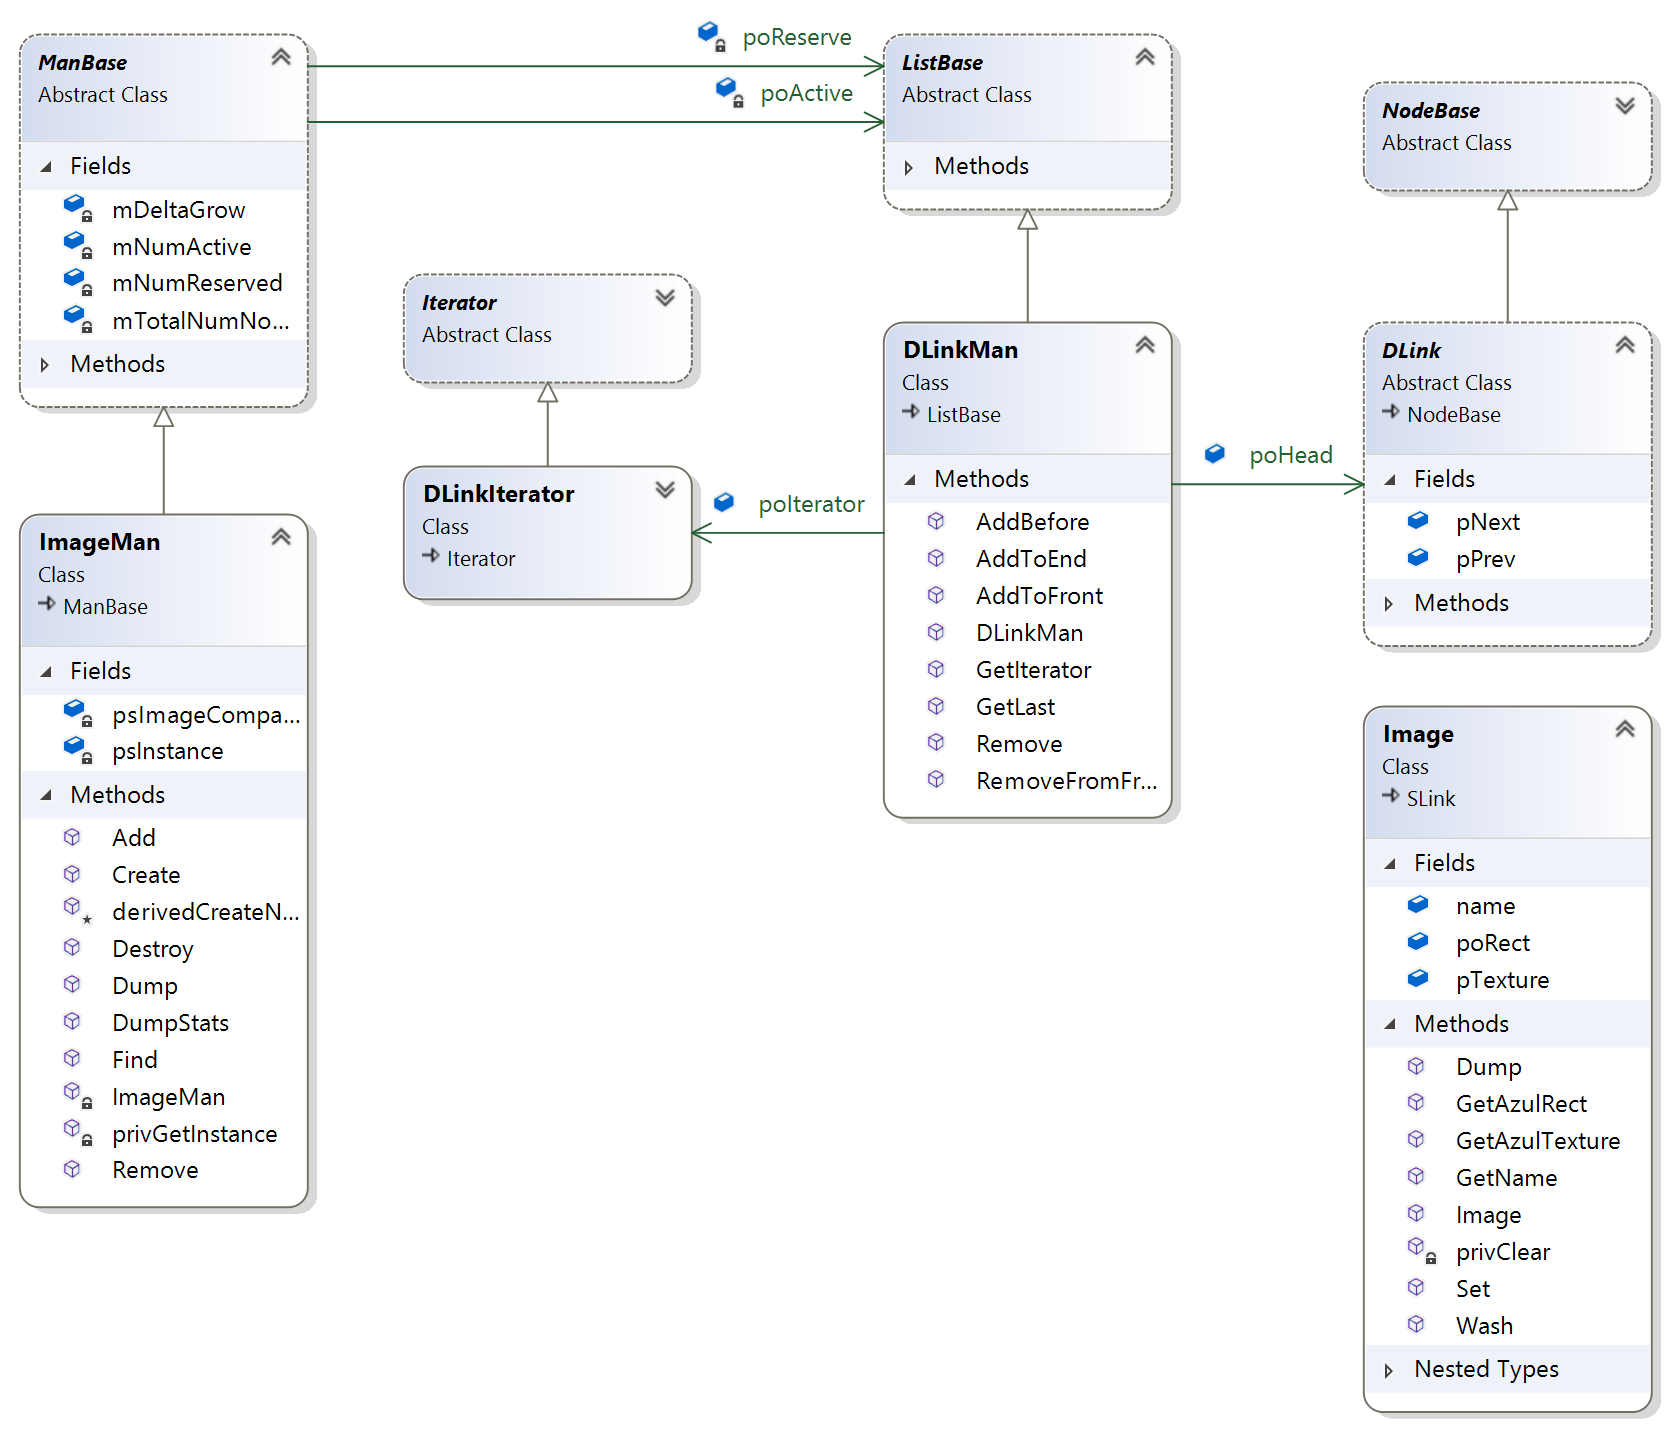 ManBase
Abstract Class
Fields
mDeltaGrow
mNumActive
mNumReserved
mTotalNumNo...
Methods
poReserve
poActive
ListBase
Abstract Class
Methods
NodeBase
Abstract Class
Iterator
Abstract Class
DLinkIterator
Class
Iterator
poIterator
DLinkMan
Class
ListBase
Methods
AddBefore
AddToEnd
AddToFront
DLinkMan
GetIterator
GetLast
Remove
RemoveFromFr...
poHead
DLink
Abstract Class
NodeBase
Fields
pNext
pPrev
Methods
ImageMan
Class
ManBase
Fields
psImageCompa...
psInstance
Methods
Add
Create
derivedCreateN...
Destroy
Dump
DumpStats
Find
ImageMan
privGetInstance
Remove
Image
Class
SLink
Fields
name
poRect
pTexture
Methods
Dump
GetAzulRect
GetAzulTexture
GetName
Image
privClear
Set
Wash
Nested Types